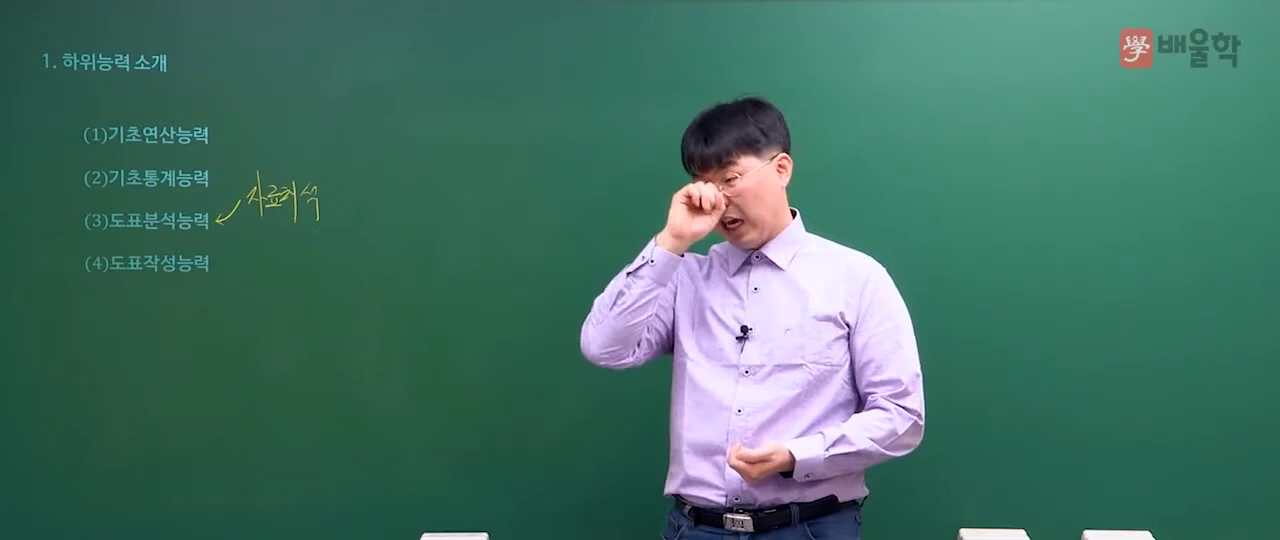 1. 하위능력 소개
學 배울학
(1)기초연산능력
(2)기초통계능력
자료해석
(3)도표분석능력
(4)도표작성능력